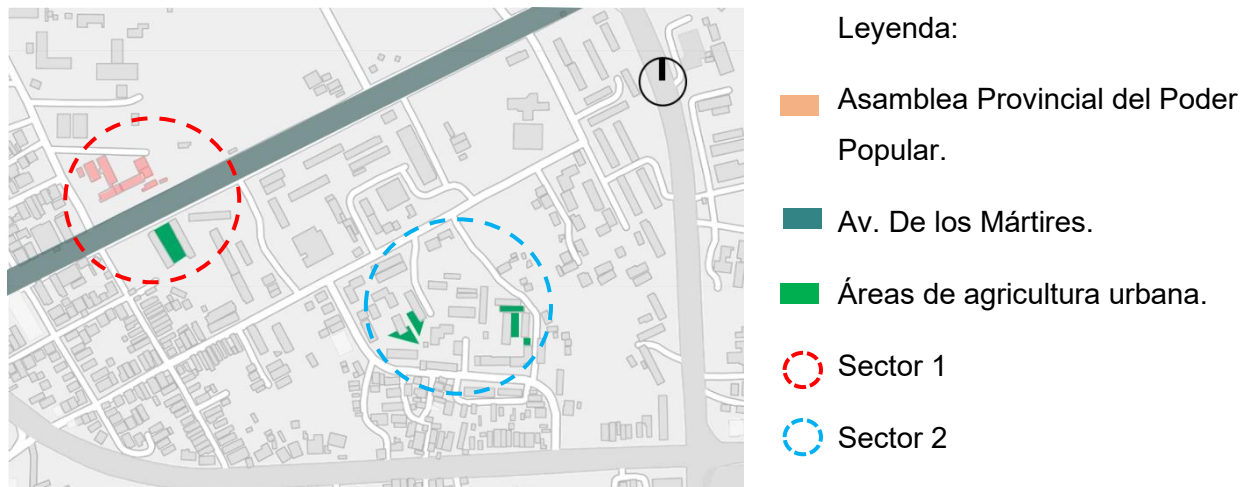 Leyenda:
Asamblea Provincial del Poder
Popular.
Av. De los Mártires.
Áreas de agricultura urbana.
Sector 1
Sector 2